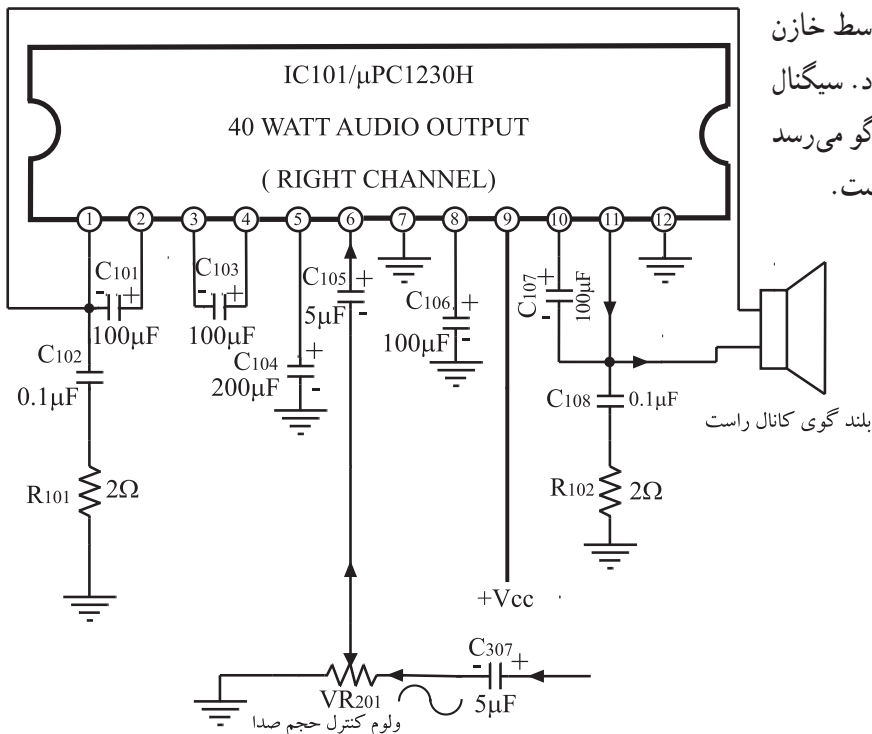 سط خازن
د. سیگنال
گو می‌رسد
ست.
IC101/μPC1230H
40 WATT AUDIO OUTPUT
( RIGHT CHANNEL)
1 2 3 4 5 6 7 8 9 10 11 12
C101
- +
100μF
C103
- +
100μF
C105 +
5μF -
C106 +
100μF -
C107
+
-
100μF
C102
0.1μF
C104 +
200μF -
C108 0.1μF
بلند گوی کانال راست
R101 2Ω
R102 2Ω
+Vcc
C307
- +
5μF
VR201
ولوم کنترل حجم صدا